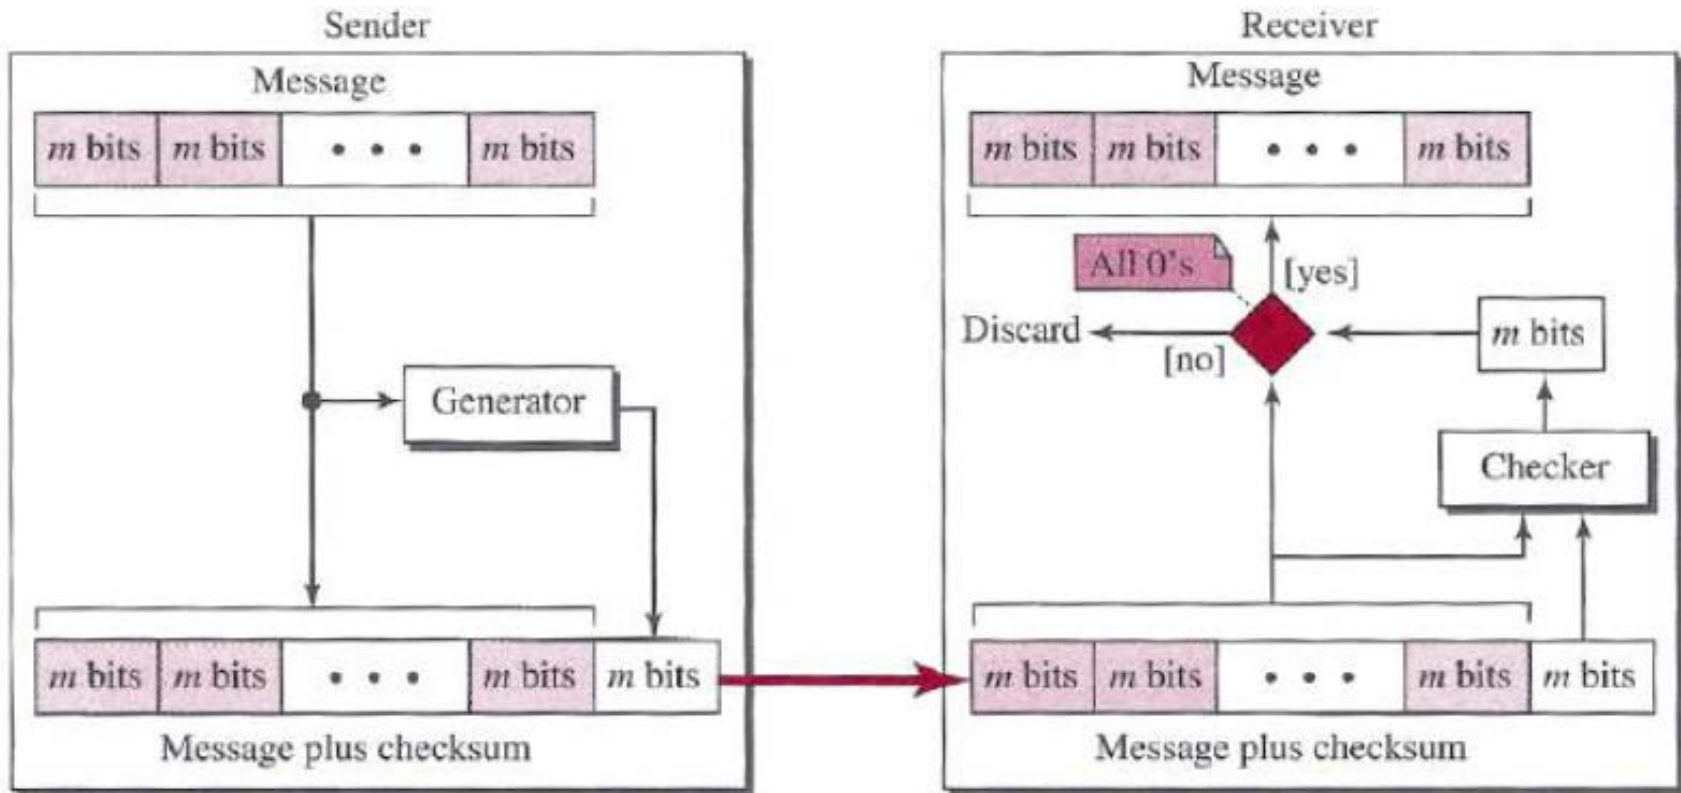 Sender
Message
m bits m bits • • • m bits
Generator
m bits m bits • • • m bits m bits
Message plus checksum
Receiver
Message
m bits m bits • • • m bits
All 0's
[yes]
Discard
[no]
m bits
Checker
m bits m bits • • • m bits m bits
Message plus checksum